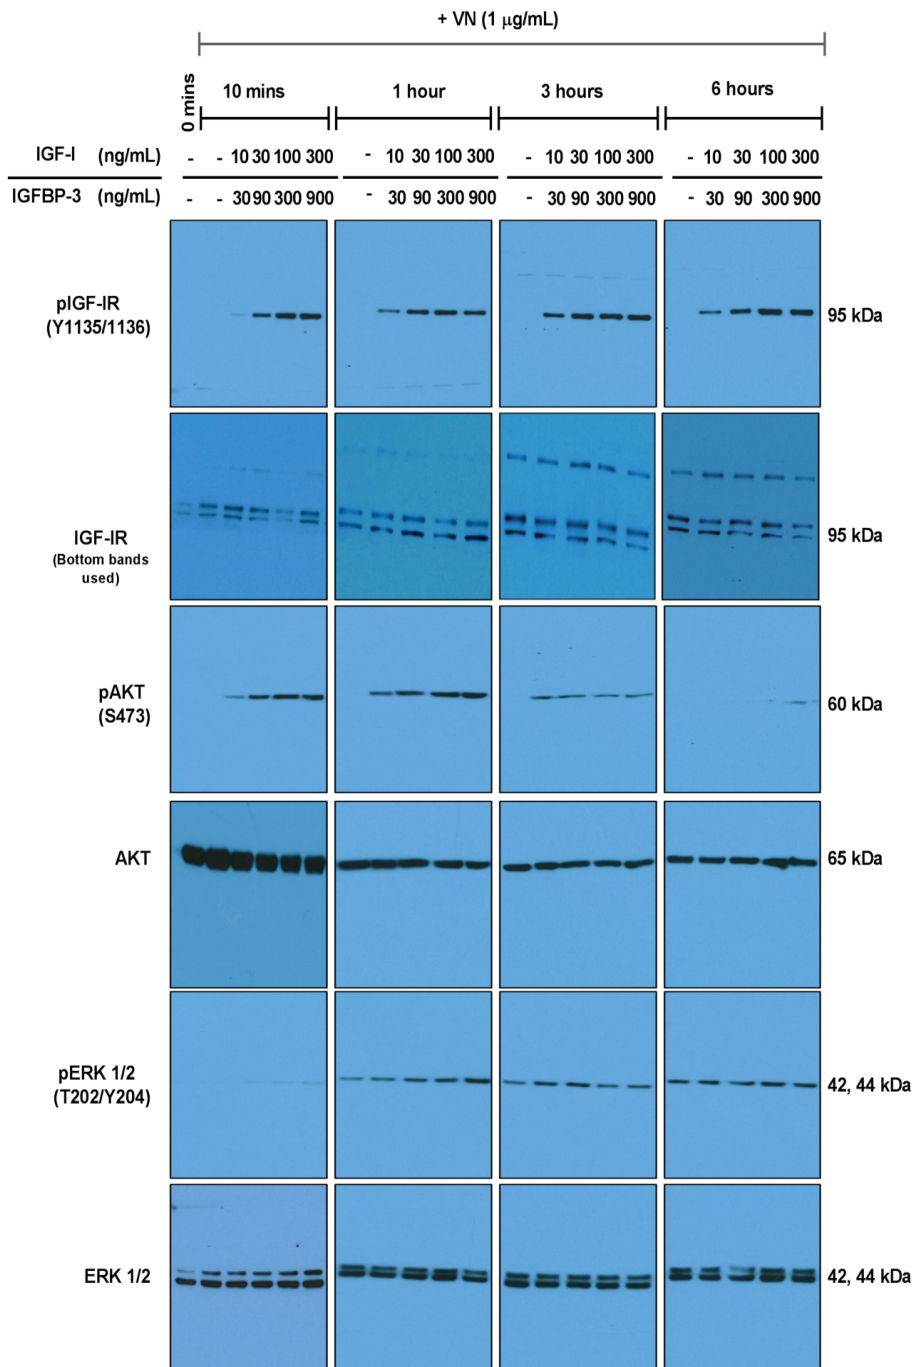 + VN (1 μg/mL)
0 mins
10 mins 1 hour 3 hours 6 hours
IGF-I (ng/mL) - - 10 30 100 300 - 10 30 100 300 - 10 30 100 300 - 10 30 100 300
IGFBP-3 (ng/mL) - - 30 90 300 900 - 30 90 300 900 - 30 90 300 900 - 30 90 300 900
pIGF-IR
(Y1135/1136)
95 kDa
IGF-IR
(Bottom bands
used)
95 kDa
pAKT
(S473)
60 kDa
AKT
65 kDa
pERK 1/2
(T202/Y204)
42, 44 kDa
ERK 1/2
42, 44 kDa